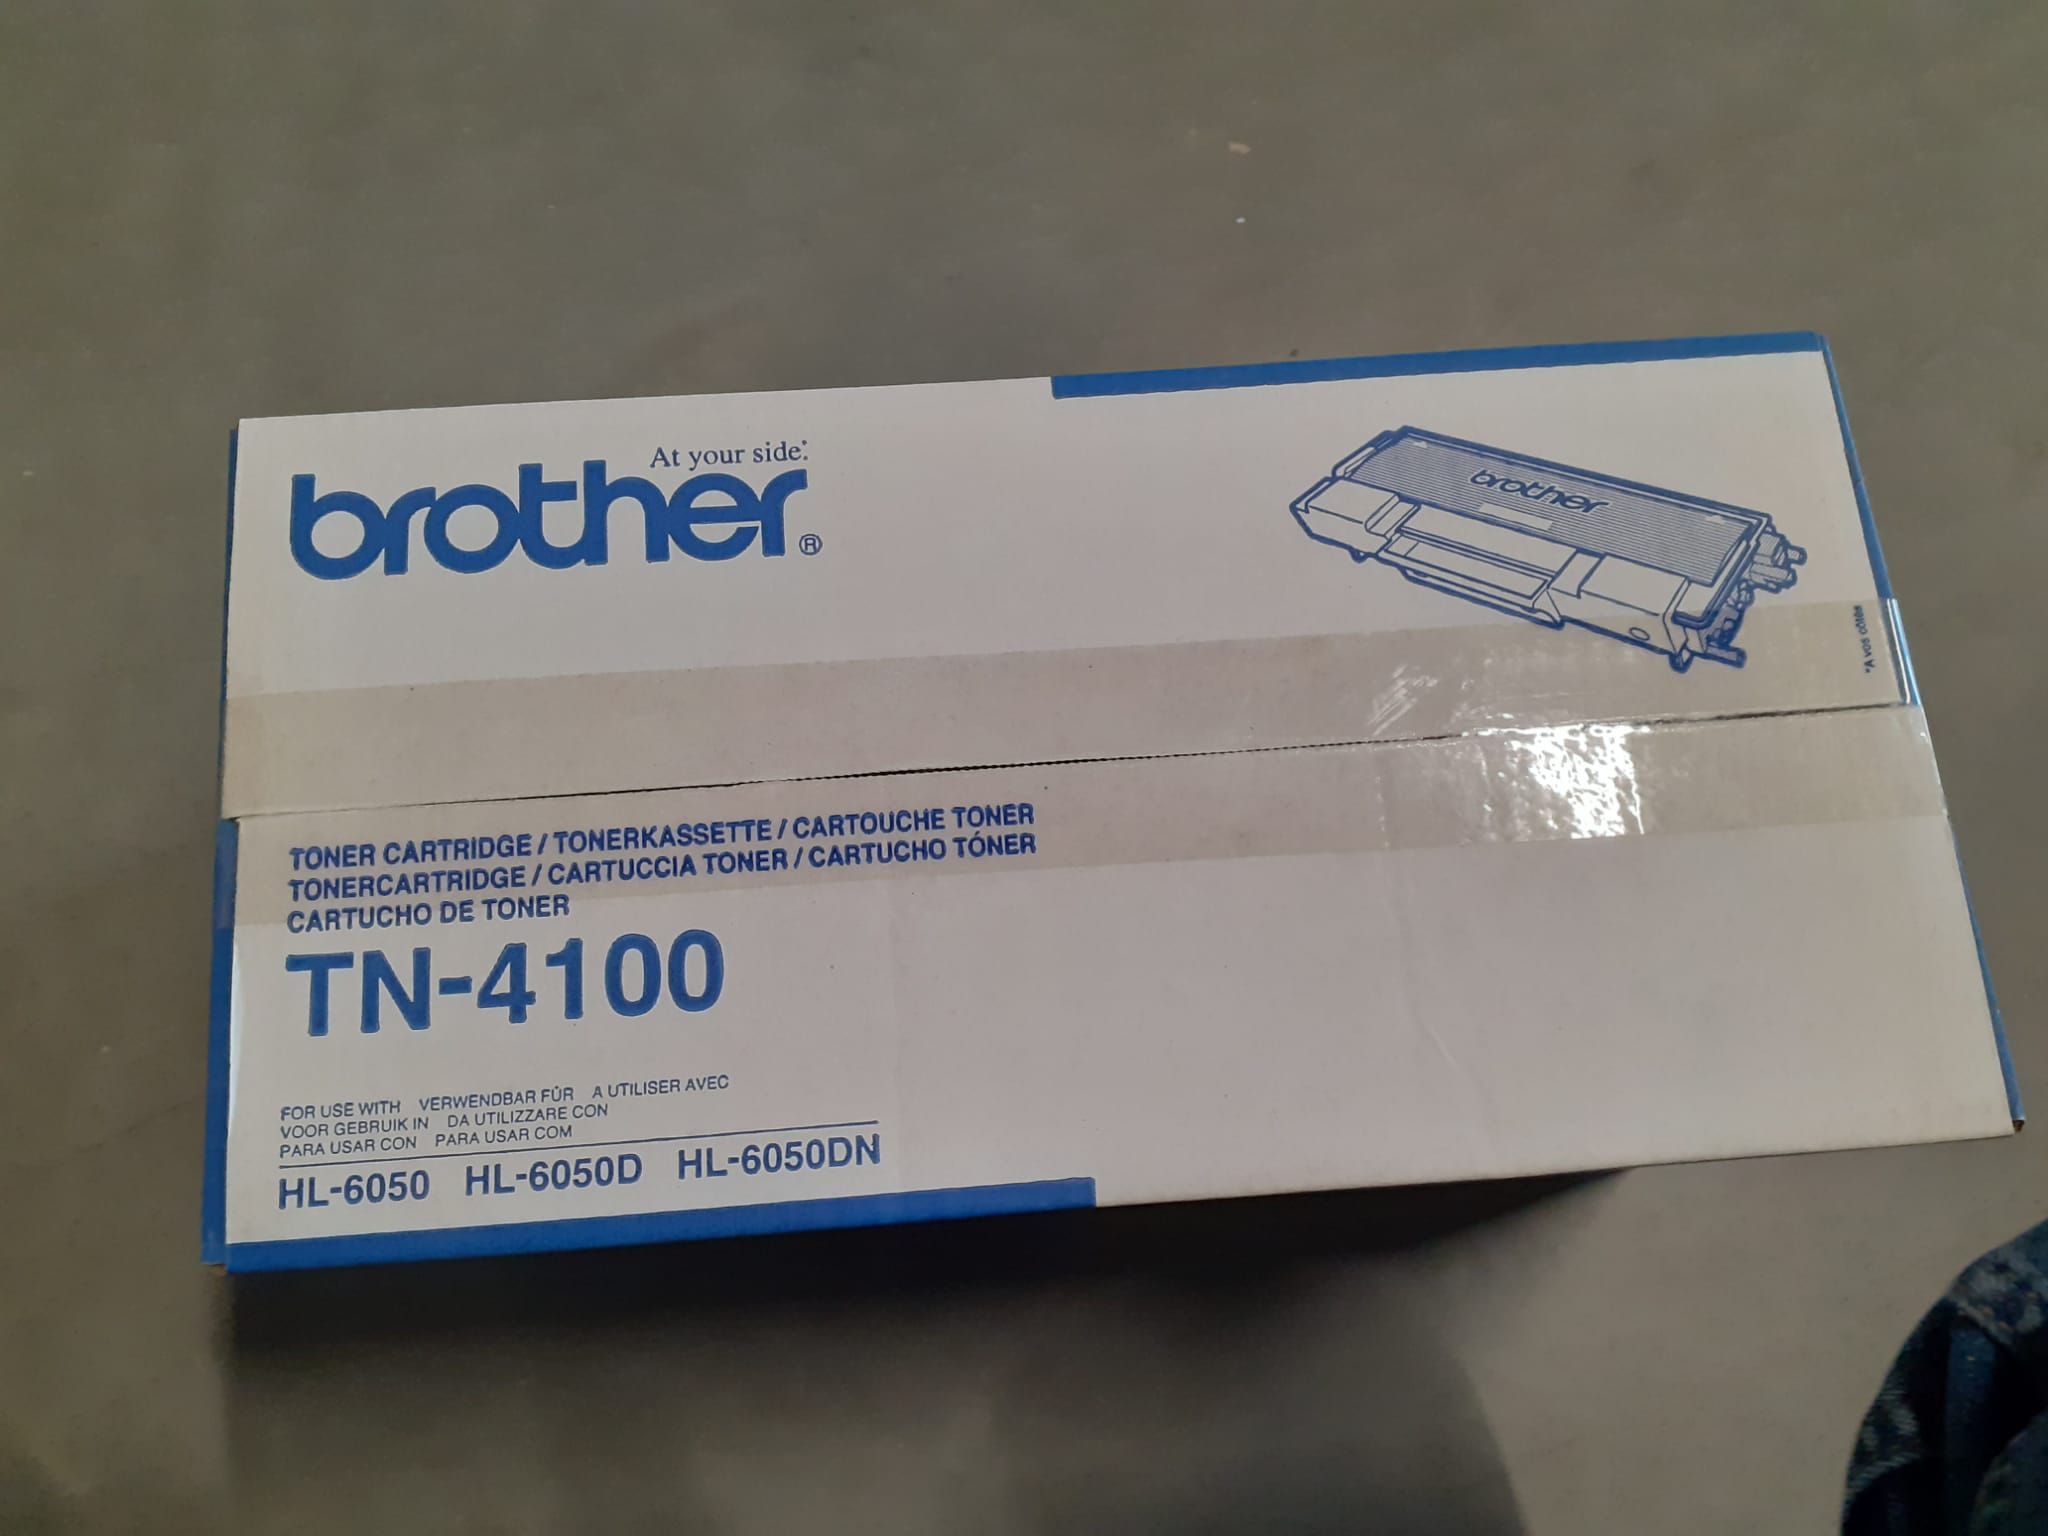 At your side.
brother®
brother
*A vos côtés
TONER CARTRIDGE / TONERKASSETTE / CARTOUCHE TONER
TONERCARTRIDGE / CARTUCCIA TONER / CARTUCHO TÓNER
CARTUCHO DE TONER
TN-4100
FOR USE WITH VERWENDBAR FÜR A UTILISER AVEC
VOOR GEBRUIK IN DA UTILIZZARE CON
PARA USAR CON PARA USAR COM
HL-6050 HL-6050D HL-6050DN